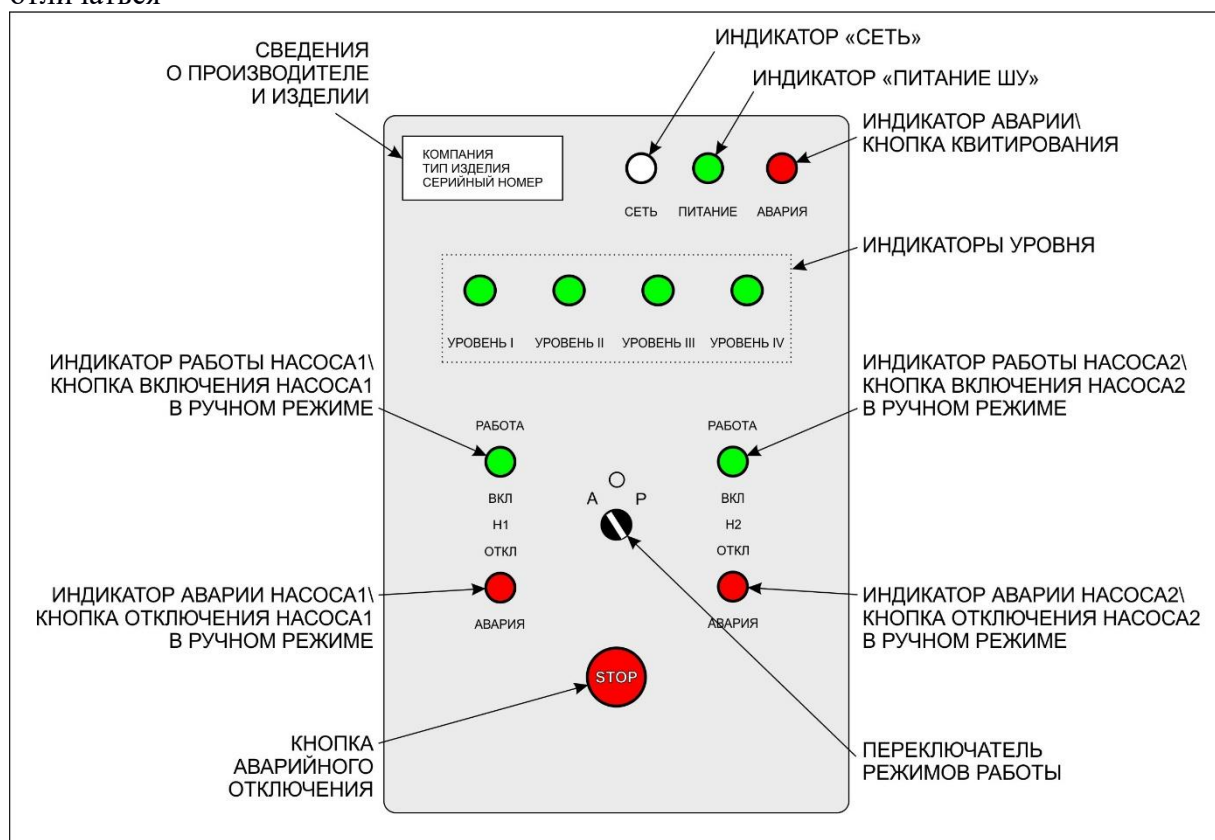 отличаться
СВЕДЕНИЯ
О ПРОИЗВОДИТЕЛЕ
И ИЗДЕЛИИ
ИНДИКАТОР «СЕТЬ»
ИНДИКАТОР «ПИТАНИЕ ШУ»
ИНДИКАТОР АВАРИИ\
КНОПКА КВИТИРОВАНИЯ
КОМПАНИЯ
ТИП ИЗДЕЛИЯ
СЕРИЙНЫЙ НОМЕР
СЕТЬ ПИТАНИЕ АВАРИЯ
ИНДИКАТОРЫ УРОВНЯ
УРОВЕНЬ I УРОВЕНЬ II УРОВЕНЬ III УРОВЕНЬ IV
ИНДИКАТОР РАБОТЫ НАСОСА1\
КНОПКА ВКЛЮЧЕНИЯ НАСОСА1
В РУЧНОМ РЕЖИМЕ
ИНДИКАТОР РАБОТЫ НАСОСА2\
КНОПКА ВКЛЮЧЕНИЯ НАСОСА2
В РУЧНОМ РЕЖИМЕ
РАБОТА
ВКЛ
Н1
ОТКЛ
АВАРИЯ
А Р
РАБОТА
ВКЛ
Н2
ОТКЛ
АВАРИЯ
ИНДИКАТОР АВАРИИ НАСОСА1\
КНОПКА ОТКЛЮЧЕНИЯ НАСОСА1
В РУЧНОМ РЕЖИМЕ
ИНДИКАТОР АВАРИИ НАСОСА2\
КНОПКА ОТКЛЮЧЕНИЯ НАСОСА2
В РУЧНОМ РЕЖИМЕ
STOP
КНОПКА
АВАРИЙНОГО
ОТКЛЮЧЕНИЯ
ПЕРЕКЛЮЧАТЕЛЬ
РЕЖИМОВ РАБОТЫ